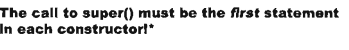 The call to super() must be the first statement
in each constructor!*